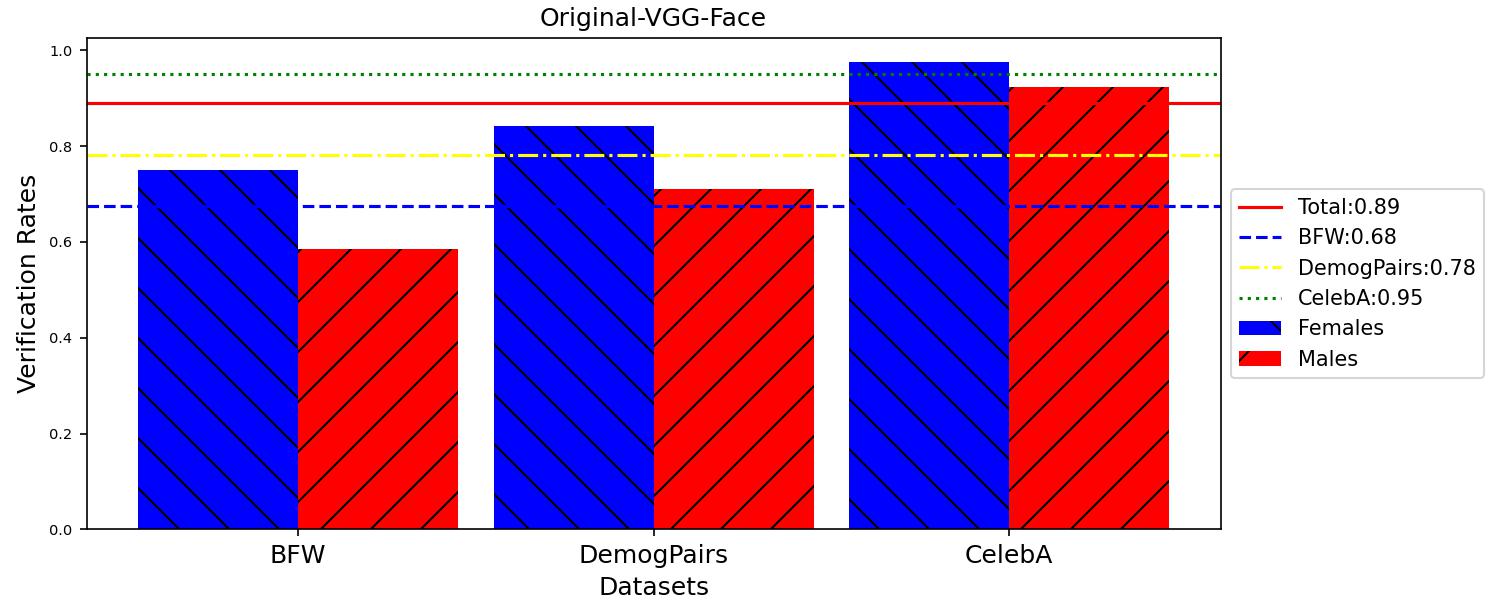 Original-VGG-Face
Verification Rates
1.0
0.8
0.6
0.4
0.2
0.0
BFW
DemogPairs
CelebA
Datasets
Total:0.89
BFW:0.68
DemogPairs:0.78
CelebA:0.95
Females
Males